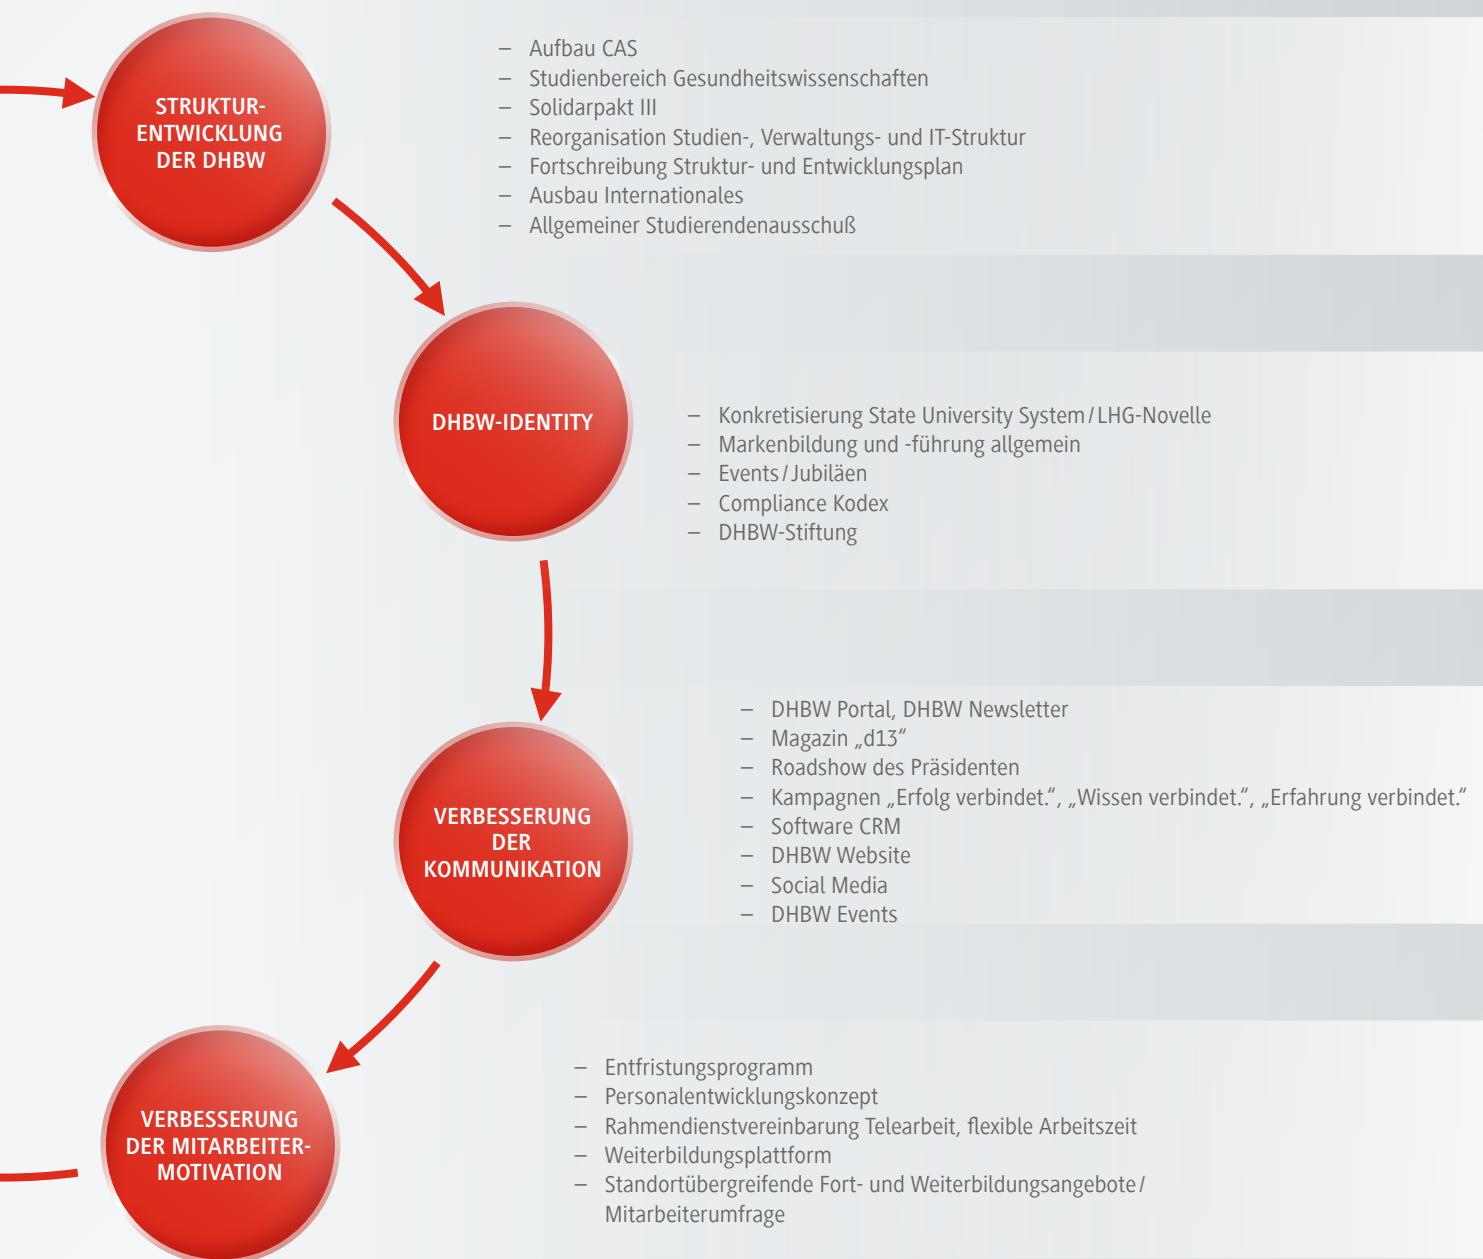 STRUKTUR-
ENTWICKLUNG
DER DHBW
– Aufbau CAS
– Studienbereich Gesundheitswissenschaften
– Solidarpakt III
– Reorganisation Studien-, Verwaltungs- und IT-Struktur
– Fortschreibung Struktur- und Entwicklungsplan
– Ausbau Internationales
– Allgemeiner Studierendenausschuß
DHBW-IDENTITY
– Konkretisierung State University System/LHG-Novelle
– Markenbildung und -führung allgemein
– Events/Jubiläen
– Compliance Kodex
– DHBW-Stiftung
VERBESSERUNG
DER
KOMMUNIKATION
– DHBW Portal, DHBW Newsletter
– Magazin „d13“
– Roadshow des Präsidenten
– Kampagnen „Erfolg verbindet.“, „Wissen verbindet.“, „Erfahrung verbindet.“
– Software CRM
– DHBW Website
– Social Media
– DHBW Events
VERBESSERUNG
DER MITARBEITER-
MOTIVATION
– Entfristungsprogramm
– Personalentwicklungskonzept
– Rahmendienstvereinbarung Telearbeit, flexible Arbeitszeit
– Weiterbildungsplattform
– Standortübergreifende Fort- und Weiterbildungsangebote/
Mitarbeiterumfrage